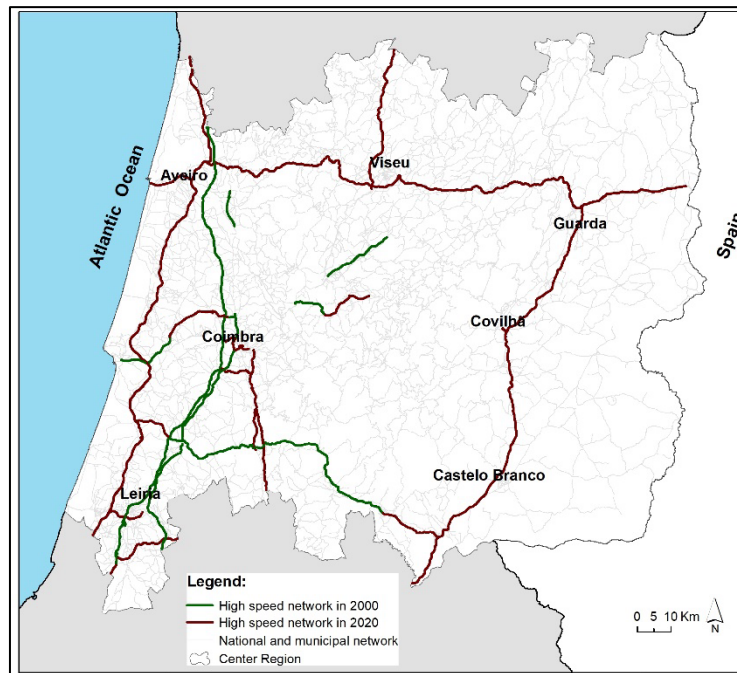 Aveiro
Viseu
Atlantic Ocean
Guarda
Spain
Covilhã
Coimbra
Castelo Branco
Leiria
Legend:
High speed network in 2000
High speed network in 2020
National and municipal network
Center Region
0 5 10 Km
N